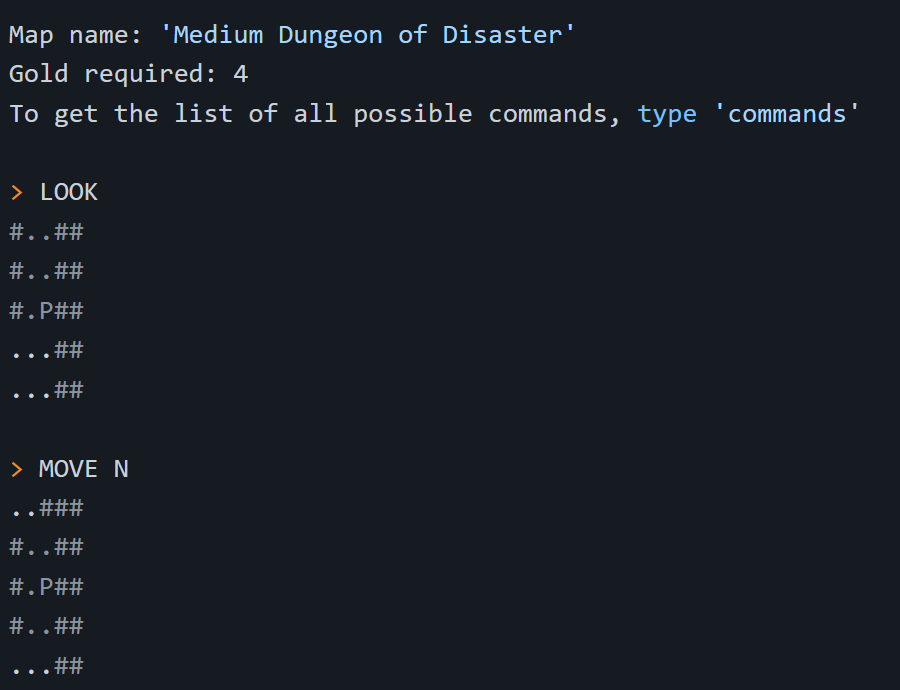 Map name: 'Medium Dungeon of Disaster'
Gold required: 4
To get the list of all possible commands, type 'commands'
> LOOK
#..##
#..##
#.P##
...##
...##
> MOVE N
..###
#..##
#.P##
#..##
...##